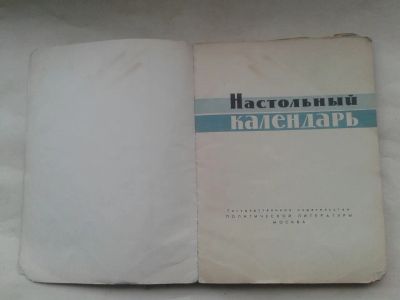 Настольный
КАЛЕНДАРЬ
Государственное издательство
ПОЛИТИЧЕСКОЙ ЛИТЕРАТУРЫ
МОСКВА